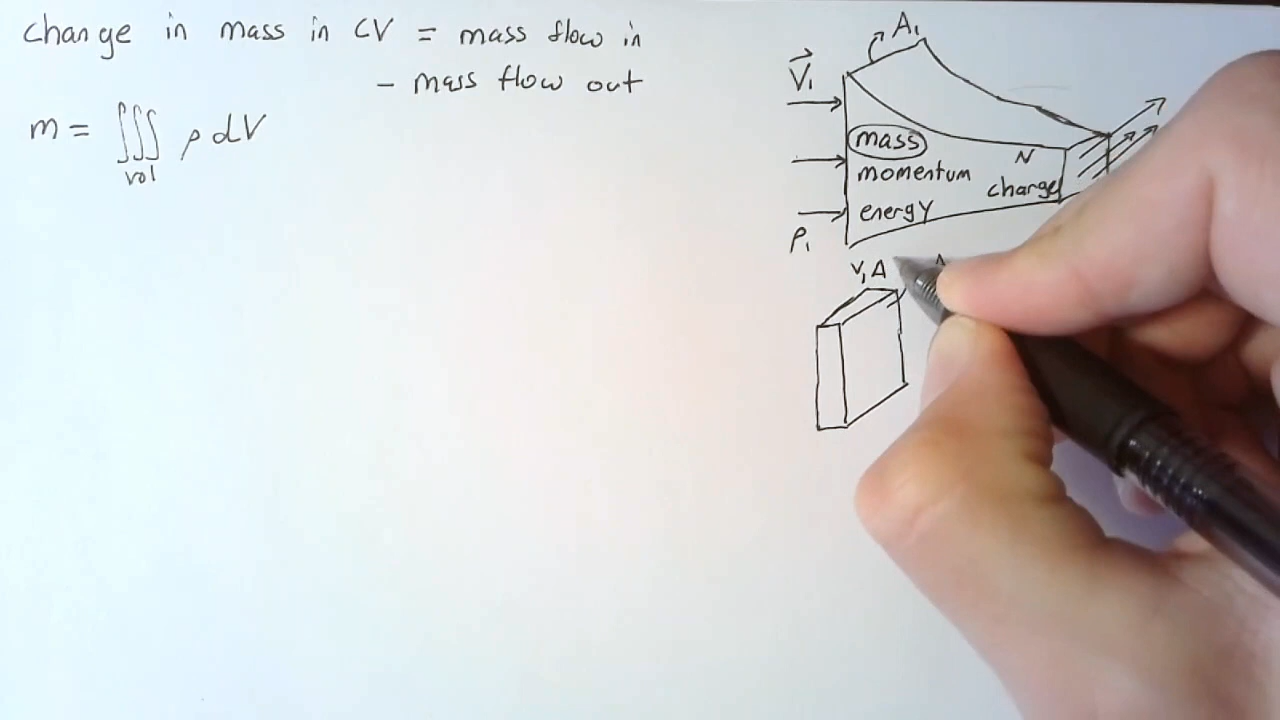 change in mass in CV = mass flow in
- mass flow out
m = ∭ ρ dV
vol
A₁
V⃗₁
mass
momentum
N
charge
energy
ρ₁
V₁A